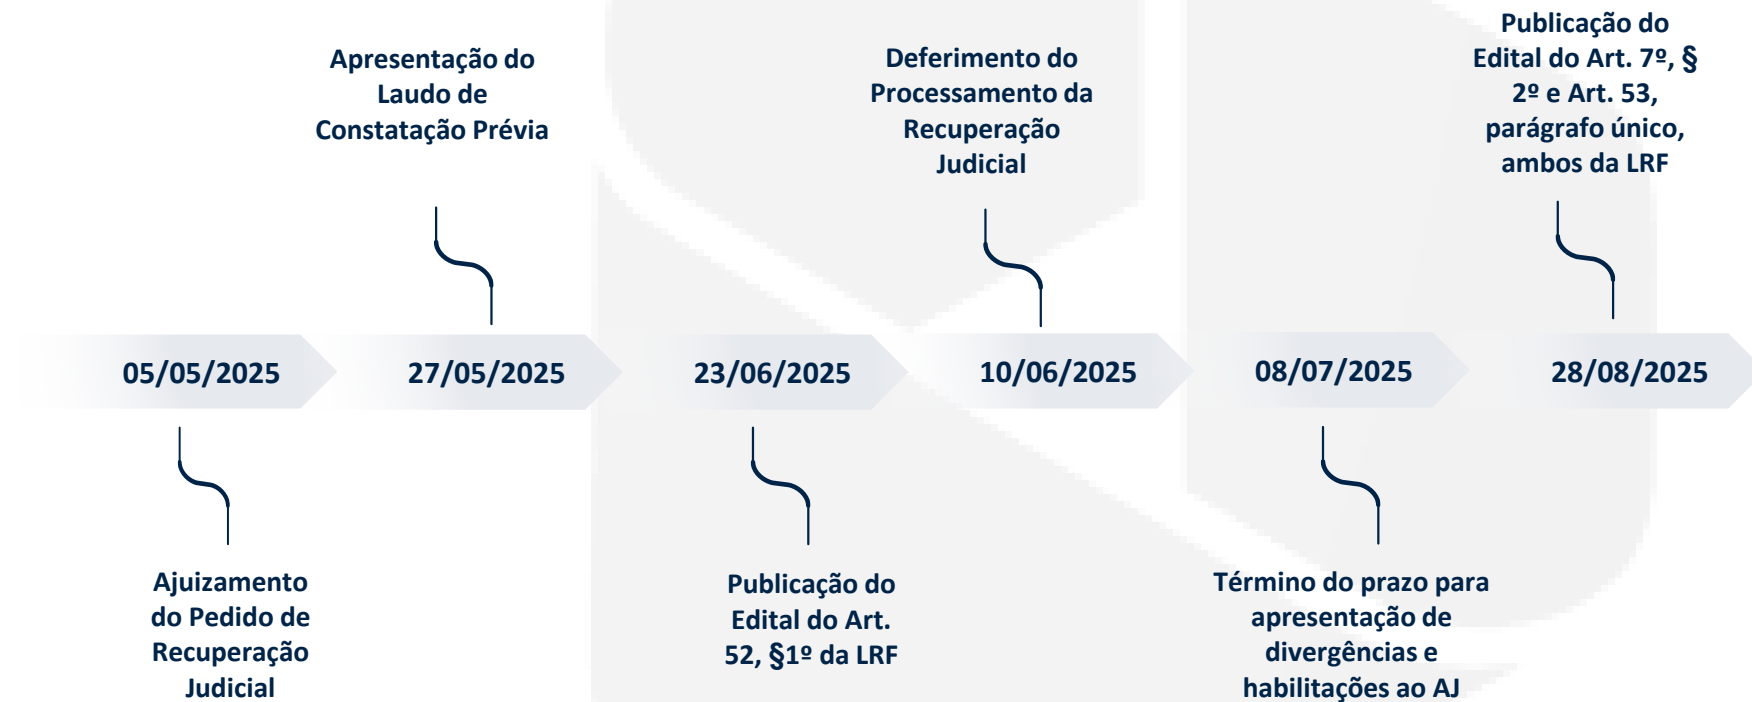 Apresentação do
Laudo de
Constatação Prévia
Deferimento do
Processamento da
Recuperação
Judicial
Publicação do
Edital do Art. 7º, §
2º e Art. 53,
parágrafo único,
ambos da LRF
05/05/2025
27/05/2025
23/06/2025
10/06/2025
08/07/2025
28/08/2025
Ajuizamento
do Pedido de
Recuperação
Judicial
Publicação do
Edital do Art.
52, §1º da LRF
Término do prazo para
apresentação de
divergências e
habilitações ao AJ